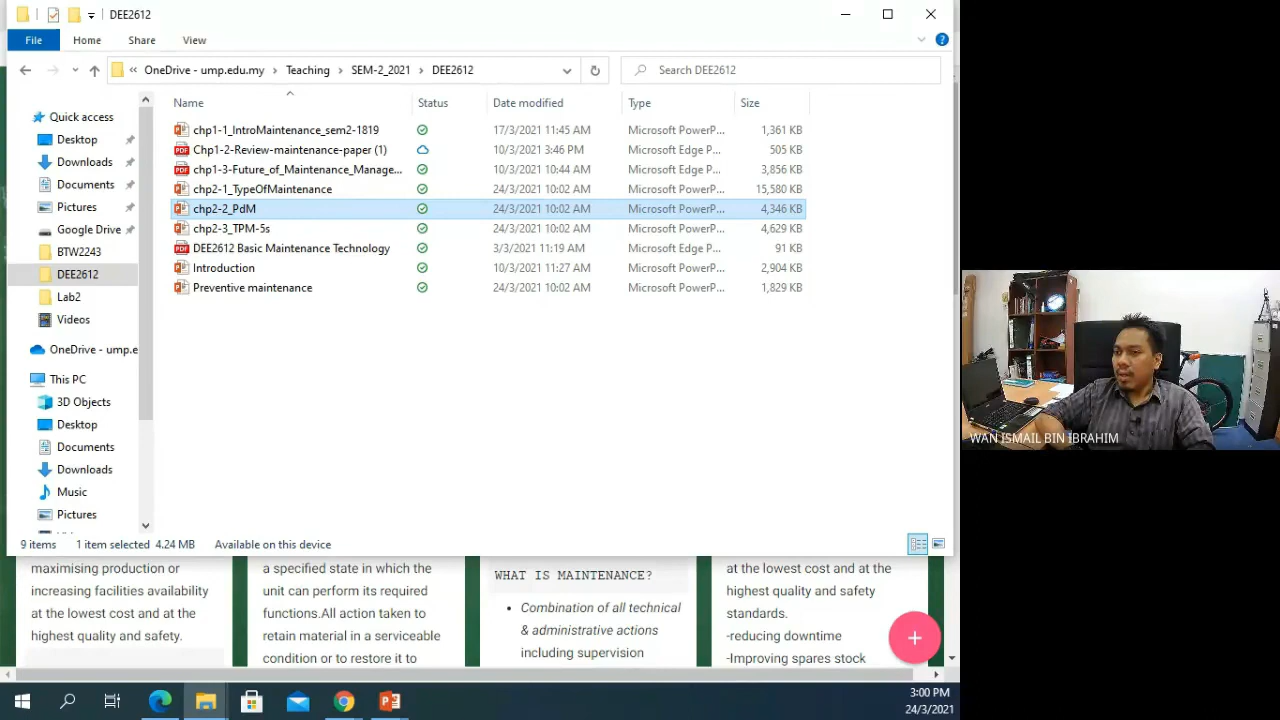 DEE2612
File Home Share View
« OneDrive - ump.edu.my > Teaching > SEM-2_2021 > DEE2612
Search DEE2612
Name Status Date modified Type Size
chp1-1_IntroMaintenance_sem2-1819 17/3/2021 11:45 AM Microsoft PowerP... 1,361 KB
Chp1-2-Review-maintenance-paper (1) 10/3/2021 3:46 PM Microsoft Edge P... 505 KB
chp1-3-Future_of_Maintenance_Manage... 10/3/2021 10:44 AM Microsoft Edge P... 3,856 KB
chp2-1_TypeOfMaintenance 24/3/2021 10:02 AM Microsoft PowerP... 15,580 KB
chp2-2_PdM 24/3/2021 10:02 AM Microsoft PowerP... 4,346 KB
chp2-3_TPM-5s 24/3/2021 10:02 AM Microsoft PowerP... 4,629 KB
DEE2612 Basic Maintenance Technology 3/3/2021 11:19 AM Microsoft Edge P... 91 KB
Introduction 10/3/2021 11:27 AM Microsoft PowerP... 2,904 KB
Preventive maintenance 24/3/2021 10:02 AM Microsoft PowerP... 1,829 KB
Quick access
Desktop
Downloads
Documents
Pictures
Google Drive
BTW2243
DEE2612
Lab2
Videos
OneDrive - ump.e
This PC
3D Objects
Desktop
Documents
Downloads
Music
Pictures
9 items 1 item selected 4.24 MB Available on this device
maximising production or
increasing facilities availability
at the lowest cost and at the
highest quality and safety.
a specified state in which the
unit can perform its required
functions.All action taken to
retain material in a serviceable
condition or to restore it to
WHAT IS MAINTENANCE?
• Combination of all technical
& administrative actions
including supervision
at the lowest cost and at the
highest quality and safety
standards.
-reducing downtime
-Improving spares stock
3:00 PM
24/3/2021
WAN ISMAIL BIN IBRAHIM